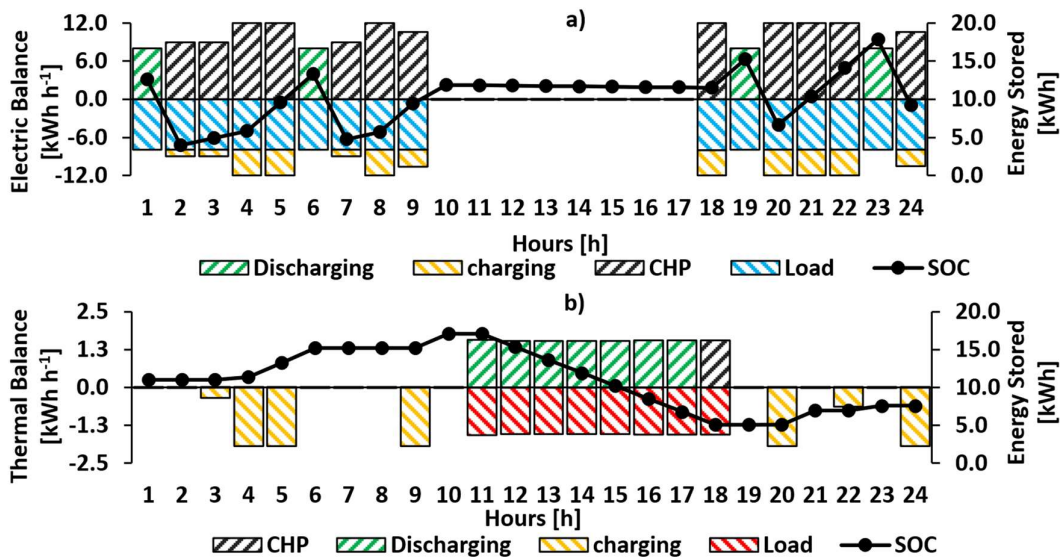 a)
Electric Balance
[kWh h⁻¹]
12.0
6.0
0.0
-6.0
-12.0
20.0
15.0
10.0
5.0
0.0
Energy Stored
[kWh]
1 2 3 4 5 6 7 8 9 10 11 12 13 14 15 16 17 18 19 20 21 22 23 24
Hours [h]
Discharging charging CHP Load SOC
b)
Thermal Balance
[kWh h⁻¹]
2.5
1.3
0.0
-1.3
-2.5
20.0
15.0
10.0
5.0
0.0
Energy Stored
[kWh]
1 2 3 4 5 6 7 8 9 10 11 12 13 14 15 16 17 18 19 20 21 22 23 24
Hours [h]
CHP Discharging charging Load SOC